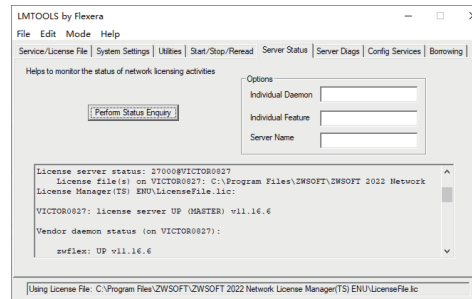 LMTOOLS by Flexera
File Edit Mode Help
Service/License File System Settings Utilities Start/Stop/Reread Server Status Server Diags Config Services Borrowing
Helps to monitor the status of network licensing activities
Options
Individual Daemon
Perform Status Enquiry
Individual Feature
Server Name
License server status: 27000@VICTOR0827
License file(s) on VICTOR0827: C:\Program Files\ZWSOFT\ZWSOFT 2022 Network
License Manager(TS) ENU\LicenseFile.lic:
VICTOR0827: license server UP (MASTER) v11.16.6
Vendor daemon status (on VICTOR0827):
zwflex: UP v11.16.6
Using License File: C:\Program Files\ZWSOFT\ZWSOFT 2022 Network License Manager(TS) ENU\LicenseFile.lic